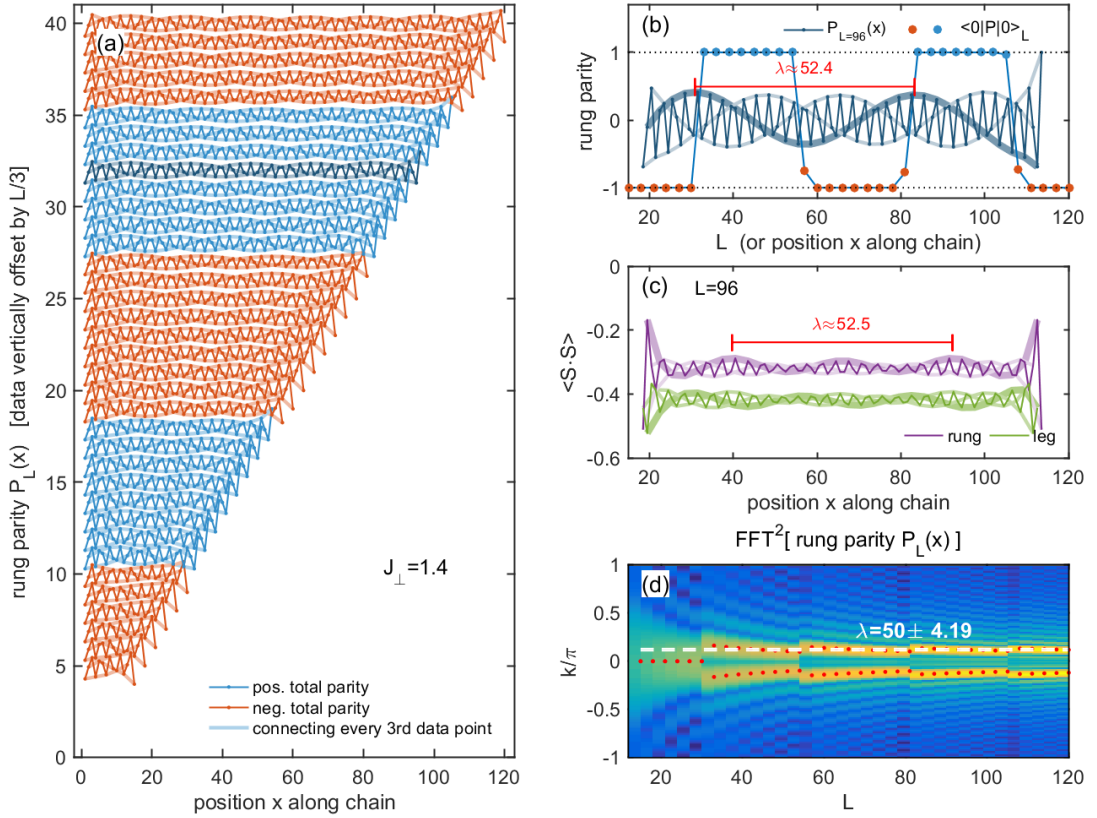 (a)
rung parity P_L(x) [data vertically offset by L/3]
40
35
30
25
20
15
10
5
0
J_⊥=1.4
pos. total parity
neg. total parity
connecting every 3rd data point
0 20 40 60 80 100 120
position x along chain
(b)
P_{L=96}(x) <0|P|0>_L
λ≈52.4
rung parity
1
0
-1
20 40 60 80 100 120
L (or position x along chain)
(c) L=96
λ≈52.5
<S·S>
0
-0.2
-0.4
-0.6
rung leg
20 40 60 80 100 120
position x along chain
FFT²[ rung parity P_L(x) ]
(d)
λ=50± 4.19
k/π
1
0.5
0
-0.5
-1
20 40 60 80 100 120
L